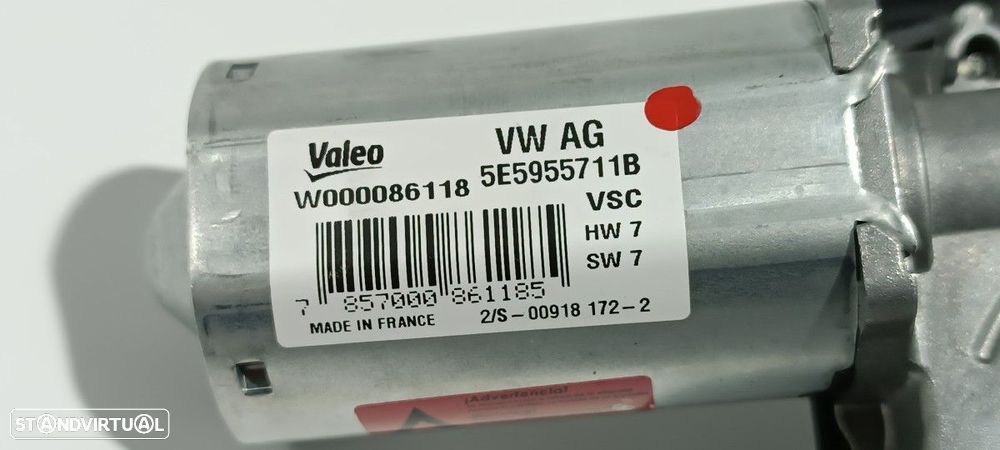 Valeo
VW AG
W000086118
5E5955711B
VSC
HW 7
SW 7
7 857000 861185
MADE IN FRANCE
2/S-00918 172-2
¡Advertencia!
STANDVIRTUAL